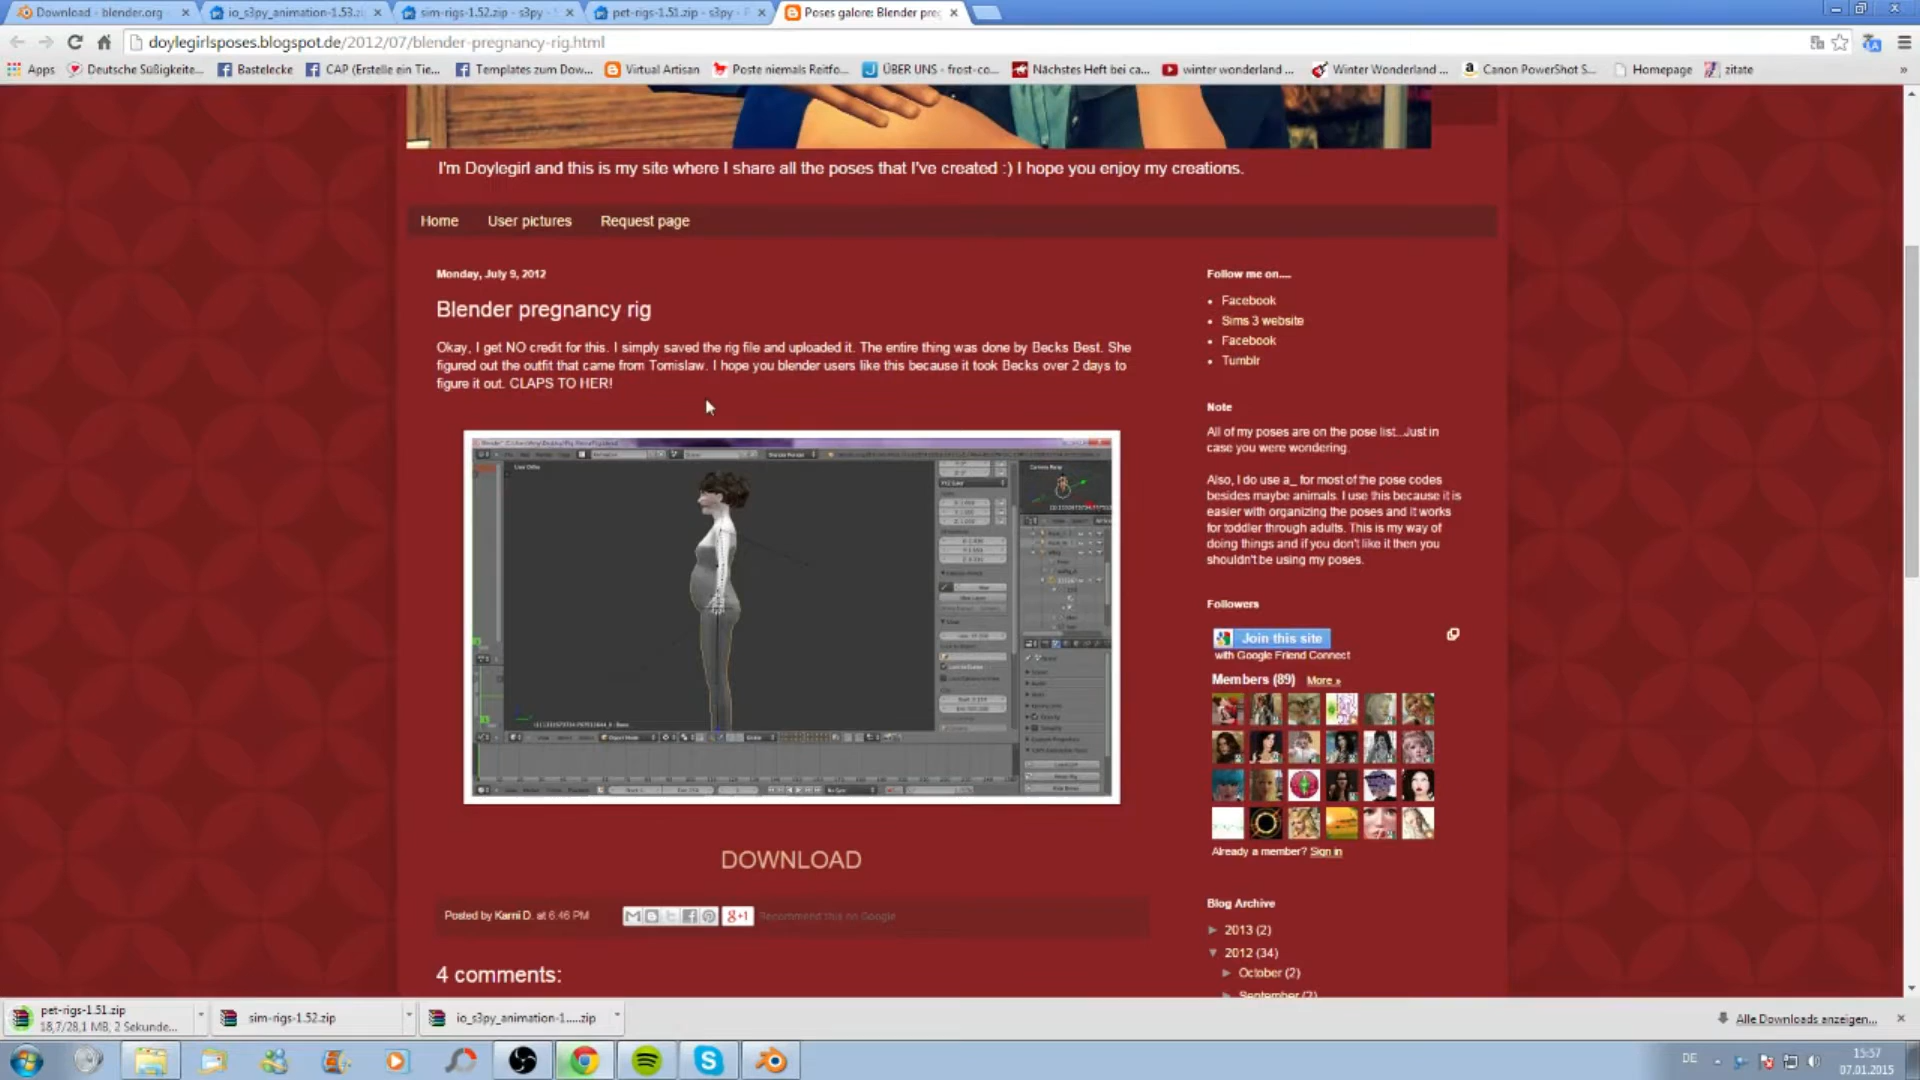 Download - blender.org
io_s3py_animation-1.53.zi
sim-rigs-1.52.zip - s3py -
pet-rigs-1.51.zip - s3py -
Poses galore: Blender pre
doylegirlsposes.blogspot.de/2012/07/blender-pregnancy-rig.html
Apps
Deutsche Süßigkeite...
Bastelecke
CAP (Erstelle ein Tie...
Templates zum Dow...
Virtual Artisan
Poste niemals Reitfo...
ÜBER UNS - frost-co...
Nächstes Heft bei ca...
winter wonderland ...
Winter Wonderland ...
Canon PowerShot S...
Homepage
zitate
I'm Doylegirl and this is my site where I share all the poses that I've created :) I hope you enjoy my creations.
Home
User pictures
Request page
Monday, July 9, 2012
Blender pregnancy rig
Okay, I get NO credit for this. I simply saved the rig file and uploaded it. The entire thing was done by Becks Best. She
figured out the outfit that came from Tomislaw. I hope you blender users like this because it took Becks over 2 days to
figure it out. CLAPS TO HER!
DOWNLOAD
Posted by Karni D. at 6:46 PM
g+1
Recommend this on Google
4 comments:
Follow me on....
Facebook
Sims 3 website
Facebook
Tumblr
Note
All of my poses are on the pose list...Just in
case you were wondering.
Also, I do use a_ for most of the pose codes
besides maybe animals. I use this because it is
easier with organizing the poses and it works
for toddler through adults. This is my way of
doing things and if you don't like it then you
shouldn't be using my poses.
Followers
Join this site
with Google Friend Connect
Members (89) More »
Already a member? Sign in
Blog Archive
► 2013 (2)
▼ 2012 (34)
► October (2)
► September (2)
pet-rigs-1.51.zip
18,7/28,1 MB, 2 Sekunde...
sim-rigs-1.52.zip
io_s3py_animation-1.....zip
Alle Downloads anzeigen...
DE
15:57
07.01.2015